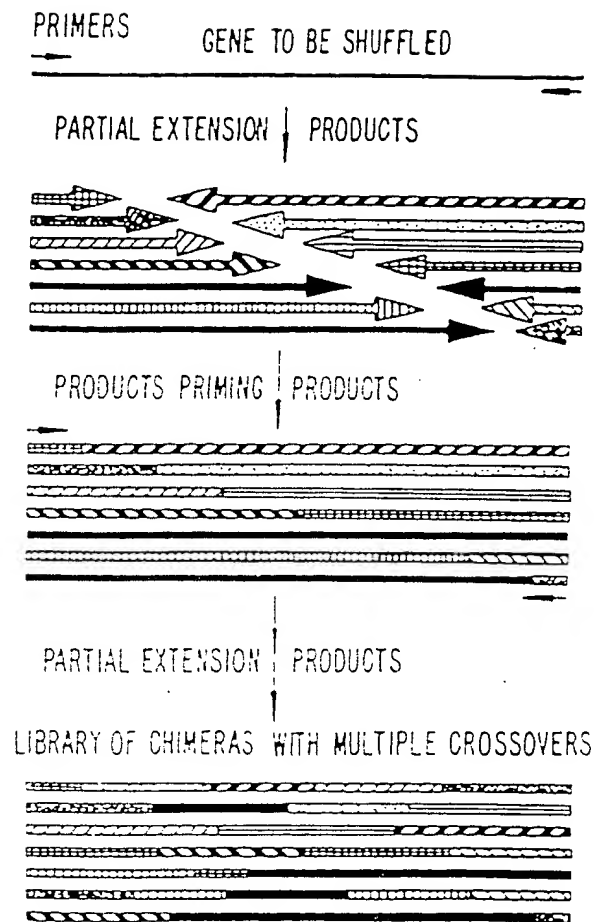 PRIMERS
GENE TO BE SHUFFLED
PARTIAL EXTENSION PRODUCTS
PRODUCTS PRIMING PRODUCTS
PARTIAL EXTENSION PRODUCTS
LIBRARY OF CHIMERAS WITH MULTIPLE CROSSOVERS